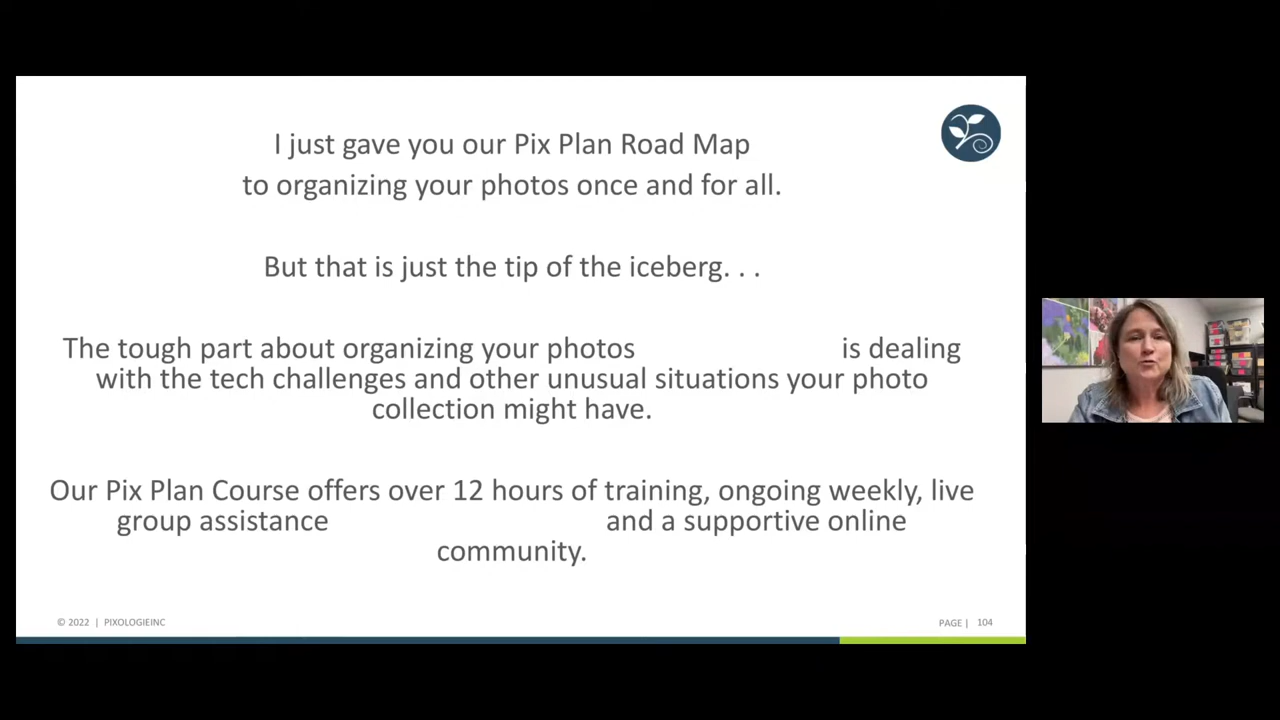 I just gave you our Pix Plan Road Map
to organizing your photos once and for all.
But that is just the tip of the iceberg. . .
The tough part about organizing your photos is dealing
with the tech challenges and other unusual situations your photo
collection might have.
Our Pix Plan Course offers over 12 hours of training, ongoing weekly, live
group assistance and a supportive online
community.
© 2022 | PIXOLOGIEINC
PAGE | 104